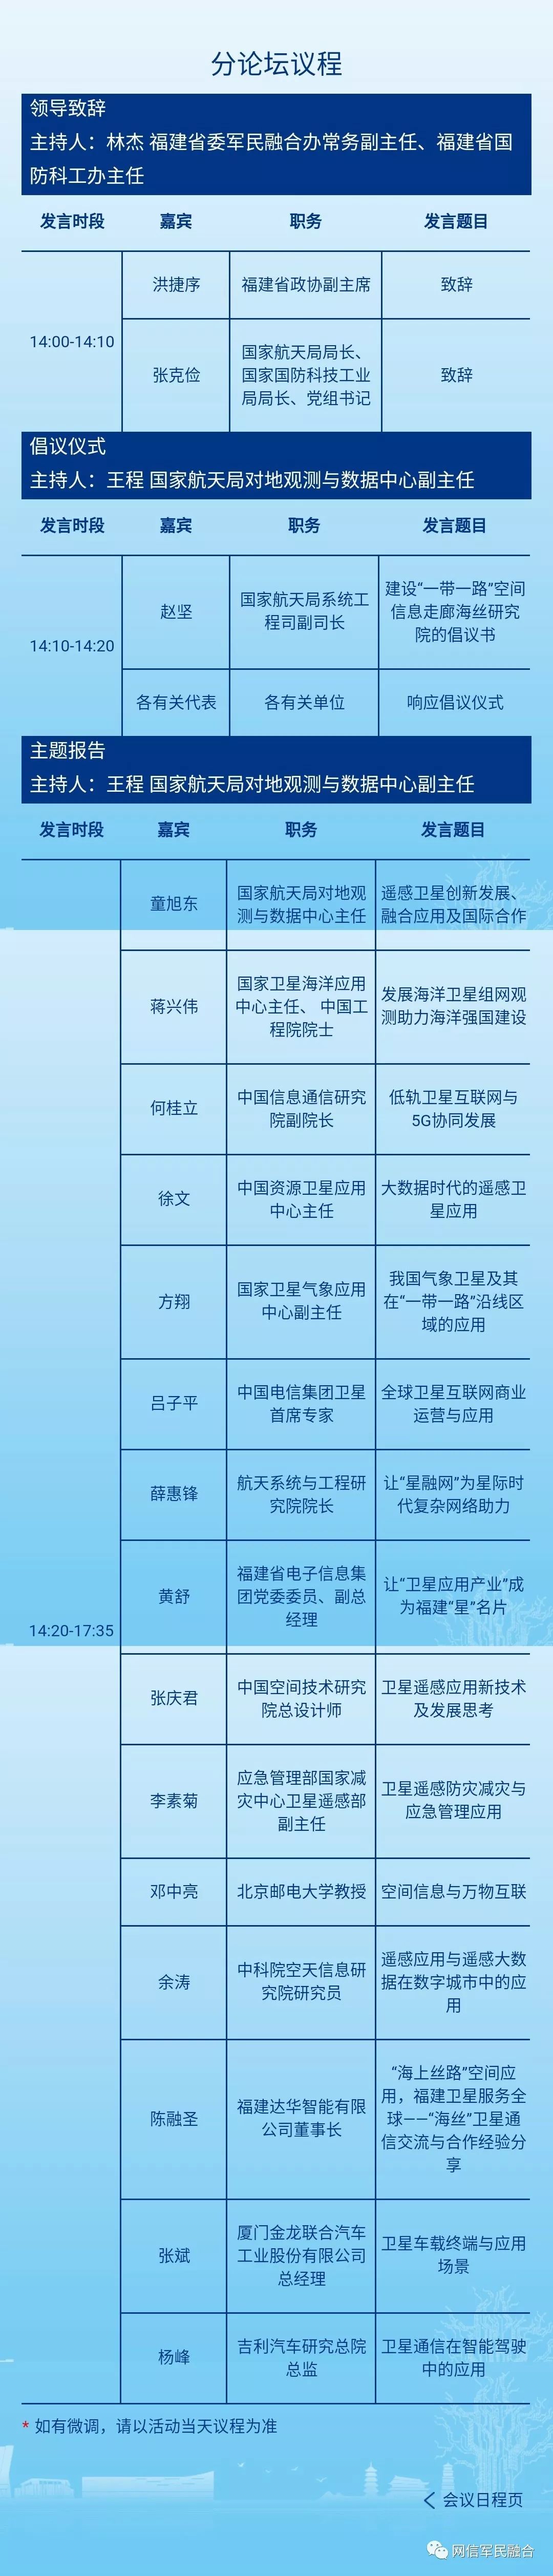 分论坛议程
领导致辞
主持人：林杰 福建省委军民融合办常务副主任、福建省国
防科工办主任
发言时段 嘉宾 职务 发言题目
14:00-14:10
洪捷序 福建省政协副主席 致辞
张克俭
国家航天局局长、
国家国防科技工业
局局长、党组书记
致辞
倡议仪式
主持人：王程 国家航天局对地观测与数据中心副主任
发言时段 嘉宾 职务 发言题目
14:10-14:20
赵坚
国家航天局系统工
程司副司长
建设“一带一路”空间
信息走廊海丝研究
院的倡议书
各有关代表 各有关单位 响应倡议仪式
主题报告
主持人：王程 国家航天局对地观测与数据中心副主任
发言时段 嘉宾 职务 发言题目
14:20-17:35
童旭东
国家航天局对地观
测与数据中心主任
遥感卫星创新发展、
融合应用及国际合作
蒋兴伟
国家卫星海洋应用
中心主任、 中国工
程院院士
发展海洋卫星组网观
测助力海洋强国建设
何桂立
中国信息通信研究
院副院长
低轨卫星互联网与
5G协同发展
徐文
中国资源卫星应用
中心主任
大数据时代的遥感卫
星应用
方翔
国家卫星气象应用
中心副主任
我国气象卫星及其
在“一带一路”沿线区
域的应用
吕子平
中国电信集团卫星
首席专家
全球卫星互联网商业
运营与应用
薛惠锋
航天系统与工程研
究院院长
让“星融网”为星际时
代复杂网络助力
黄舒
福建省电子信息集
团党委委员、副总
经理
让“卫星应用产业”成
为福建“星”名片
张庆君
中国空间技术研究
院总设计师
卫星遥感应用新技术
及发展思考
李素菊
应急管理部国家减
灾中心卫星遥感部
副主任
卫星遥感防灾减灾与
应急管理应用
邓中亮 北京邮电大学教授 空间信息与万物互联
余涛
中科院空天信息研
究院研究员
遥感应用与遥感大数
据在数字城市中的应
用
陈融圣
福建达华智能有限
公司董事长
“海上丝路”空间应
用，福建卫星服务全
球——“海丝”卫星通
信交流与合作经验分
享
张斌
厦门金龙联合汽车
工业股份有限公司
总经理
卫星车载终端与应用
场景
杨峰
吉利汽车研究总院
总监
卫星通信在智能驾驶
中的应用
* 如有微调，请以活动当天议程为准
会议日程页
网信军民融合